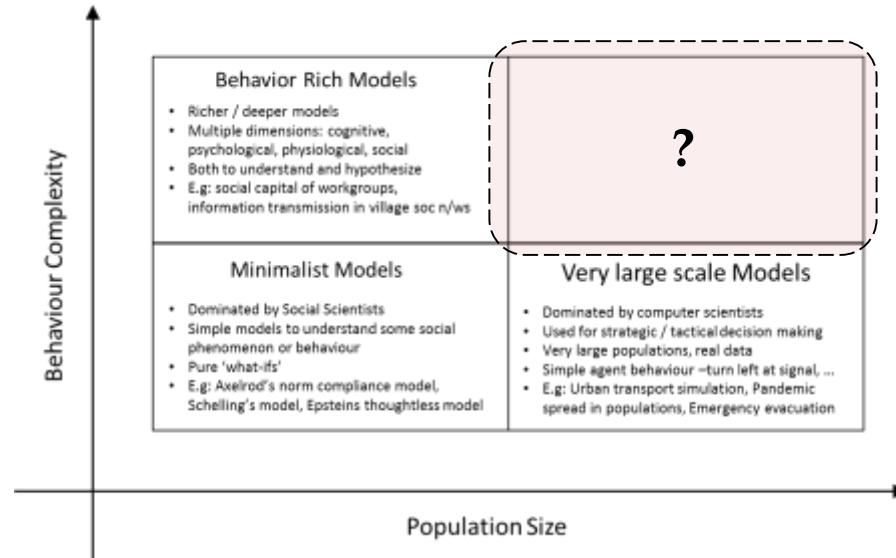 Behavior Rich Models
• Richer / deeper models
• Multiple dimensions: cognitive,
psychological, physiological, social
• Both to understand and hypothesize
• E.g: social capital of workgroups,
information transmission in village soc n/ws
?
Behaviour Complexity
Minimalist Models
• Dominated by Social Scientists
• Simple models to understand some social
phenomenon or behaviour
• Pure 'what-ifs'
• E.g: Axelrod's norm compliance model,
Schelling's model, Epsteins thoughtless model
Very large scale Models
• Dominated by computer scientists
• Used for strategic / tactical decision making
• Very large populations, real data
• Simple agent behaviour –turn left at signal, ...
• E.g: Urban transport simulation, Pandemic
spread in populations, Emergency evacuation
Population Size